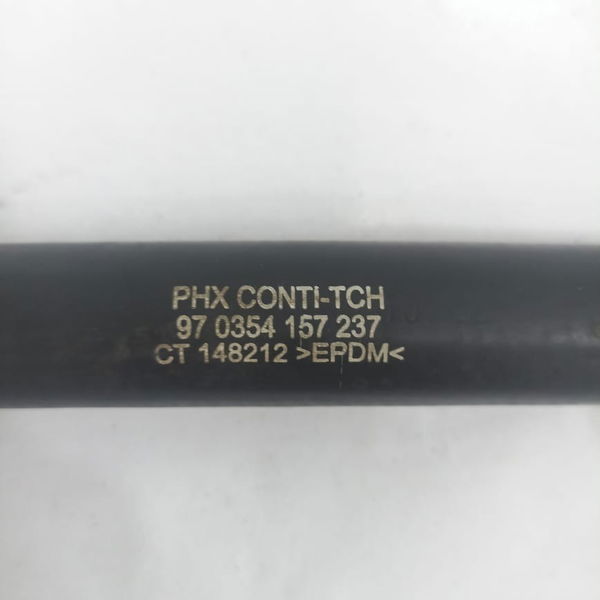 PHX CONTI-TCH
97 0354 157 237
CT 148212 >EPDM<